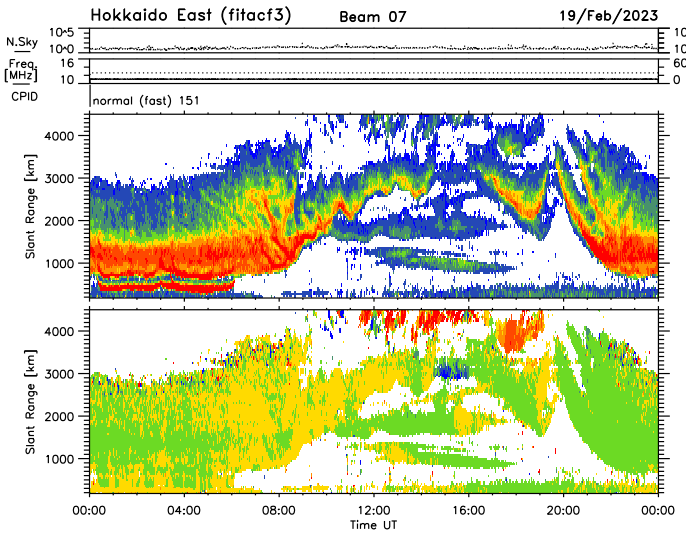 Hokkaido East (fitacf3) Beam 07 19/Feb/2023
N.Sky 10^5 10^0 10 10
Freq. [MHz] 16 10 60 0
CPID normal (fast) 151
Slant Range [km] 4000 3000 2000 1000
Slant Range [km] 4000 3000 2000 1000
00:00 04:00 08:00 12:00 16:00 20:00 00:00
Time UT